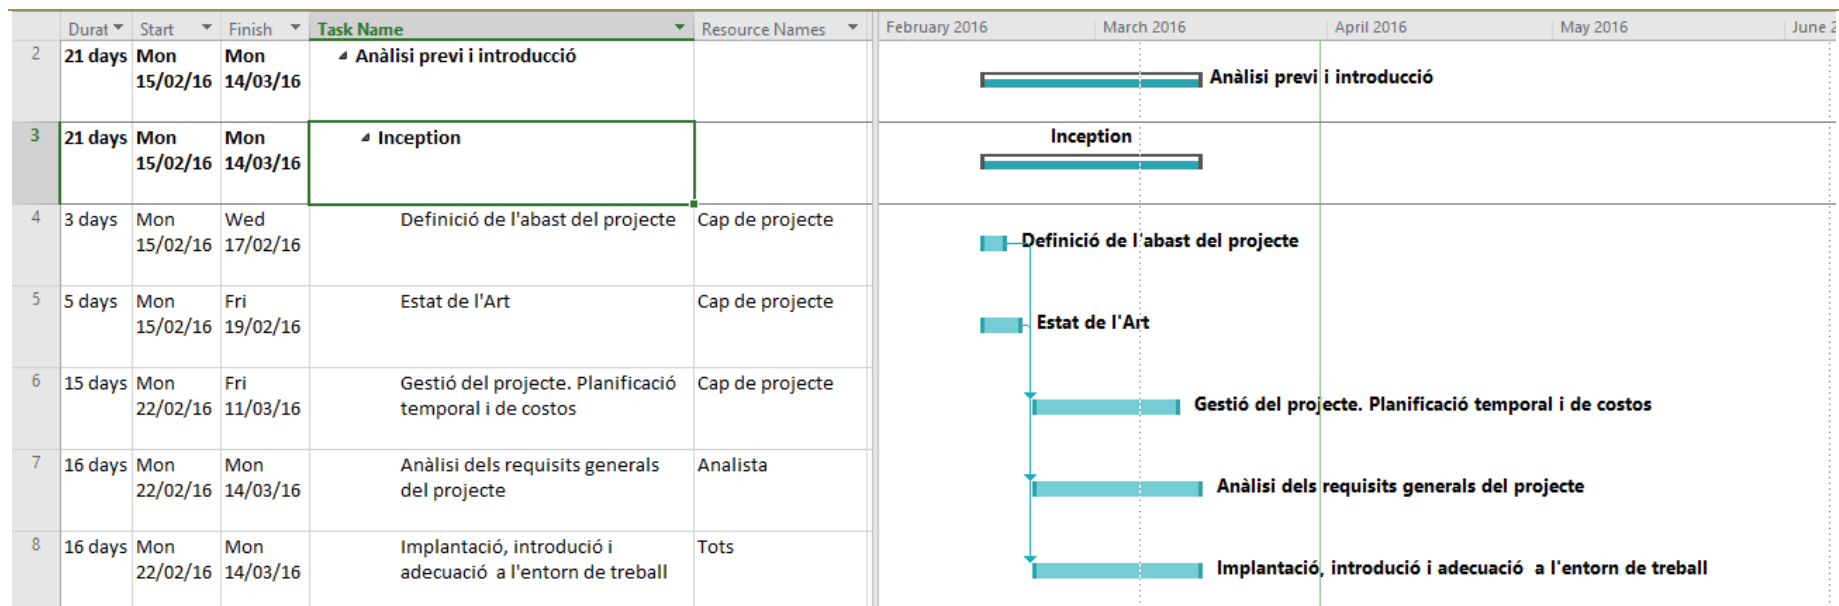 Durat Start Finish Task Name Resource Names February 2016 March 2016 April 2016 May 2016 June
2 21 days Mon Mon Anàlisi previ i introducció
15/02/16 14/03/16 Anàlisi previ i introducció
3 21 days Mon Mon Inception Inception
15/02/16 14/03/16
4 3 days Mon Wed Definició de l'abast del projecte Cap de projecte
15/02/16 17/02/16 Definició de l'abast del projecte
5 5 days Mon Fri Estat de l'Art Cap de projecte
15/02/16 19/02/16 Estat de l'Art
6 15 days Mon Fri Gestió del projecte. Planificació Cap de projecte
22/02/16 11/03/16 temporal i de costos Gestió del projecte. Planificació temporal i de costos
7 16 days Mon Mon Anàlisi dels requisits generals Analista
22/02/16 14/03/16 del projecte Anàlisi dels requisits generals del projecte
8 16 days Mon Mon Implantació, introdució i Tots
22/02/16 14/03/16 adecuació a l'entorn de treball Implantació, introdució i adecuació a l'entorn de treball